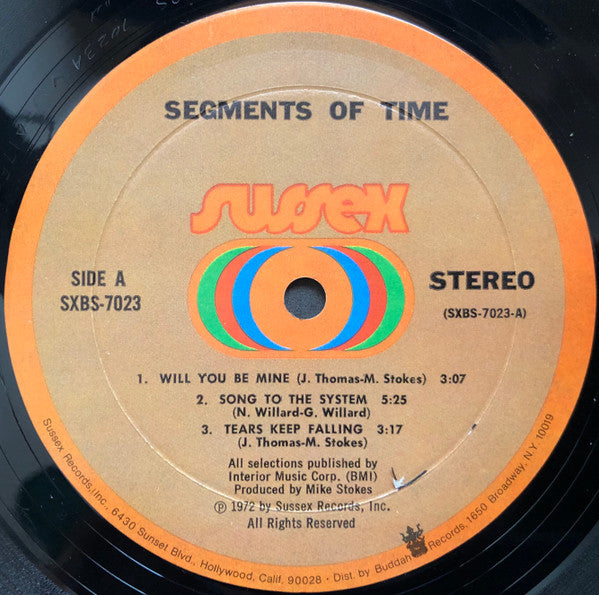 SEGMENTS OF TIME
sussex
SIDE A
SXBS-7023
STEREO
(SXBS-7023-A)
1. WILL YOU BE MINE (J. Thomas-M. Stokes) 3:07
2. SONG TO THE SYSTEM 5:25
(N. Willard-G. Willard)
3. TEARS KEEP FALLING 3:17
(J. Thomas-M. Stokes)
All selections published by
Interior Music Corp. (BMI)
Produced by Mike Stokes
Ⓟ 1972 by Sussex Records, Inc.
All Rights Reserved
Sussex Records, Inc., 6430 Sunset Blvd., Hollywood, Calif. 90028 - Dist. by Buddah Records, 1650 Broadway, N.Y. 10019